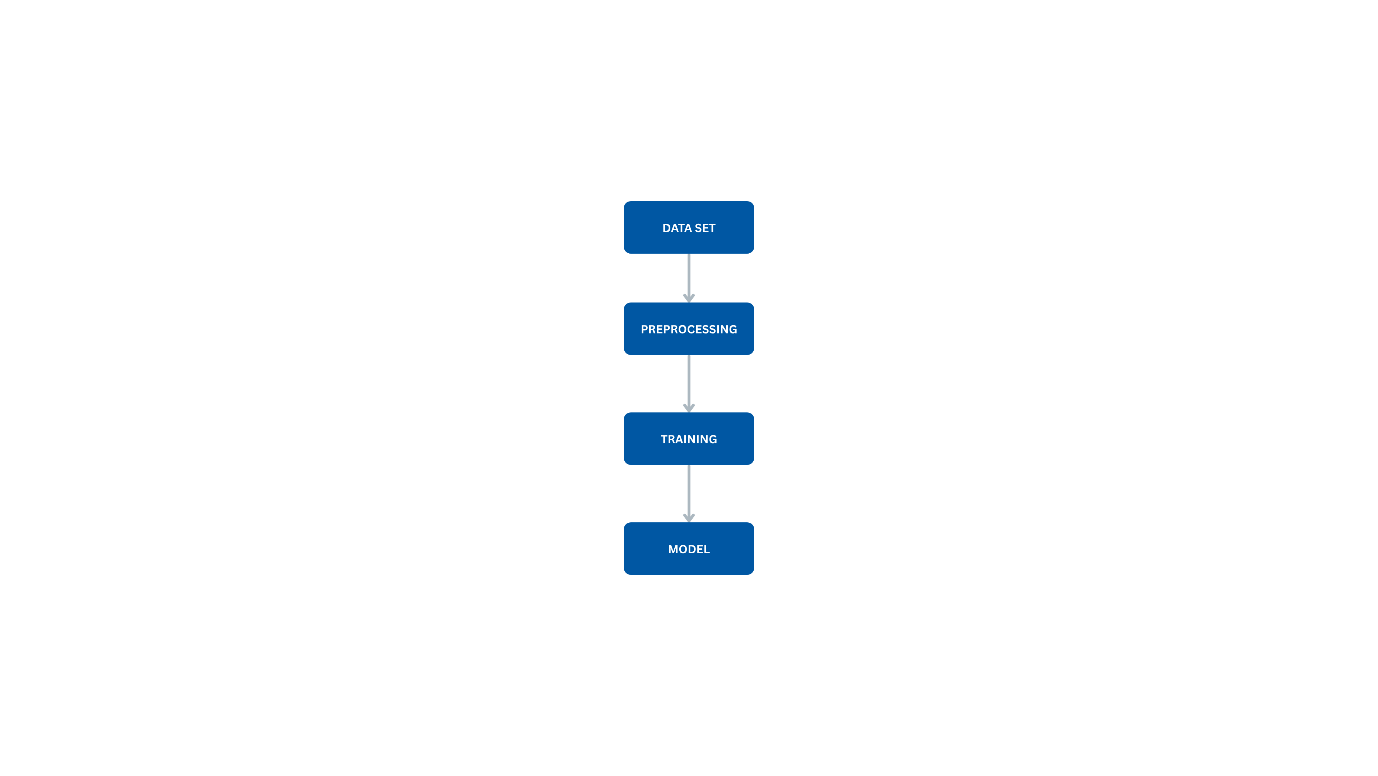 DATA SET
PREPROCESSING
TRAINING
MODEL